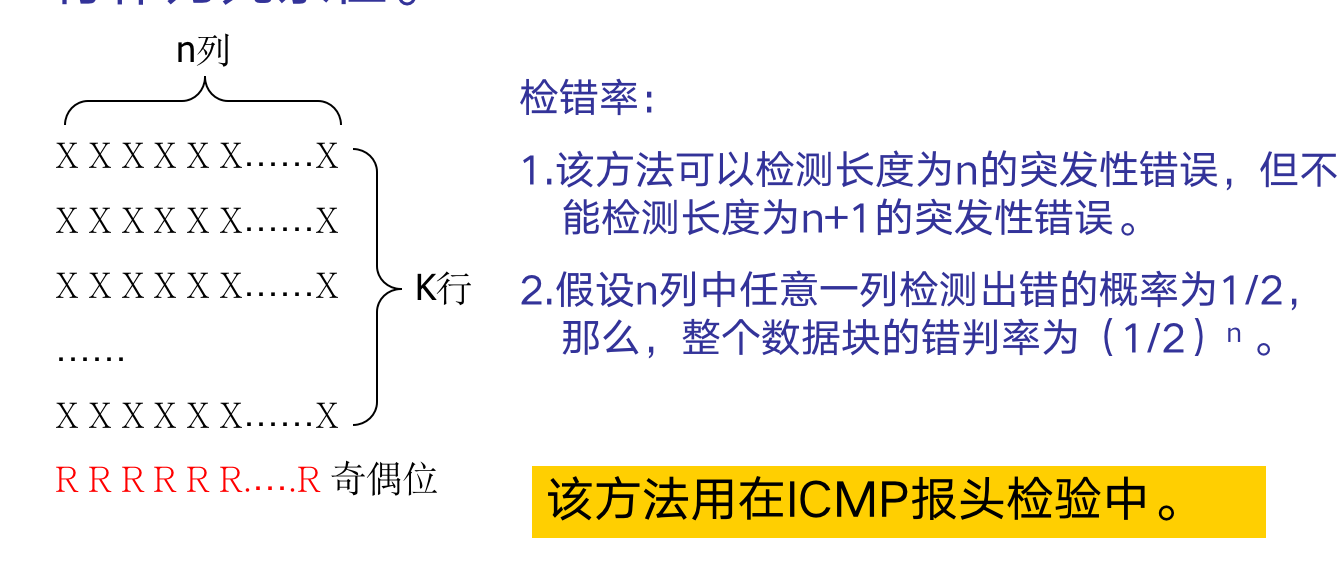 n列
X X X X X X……X
X X X X X X……X
X X X X X X……X
……
X X X X X X……X
K行
R R R R R R…..R 奇偶位
检错率：
1.该方法可以检测长度为n的突发性错误，但不
能检测长度为n+1的突发性错误。
2.假设n列中任意一列检测出错的概率为1/2，
那么，整个数据块的错判率为（1/2）ⁿ 。
该方法用在ICMP报头检验中。